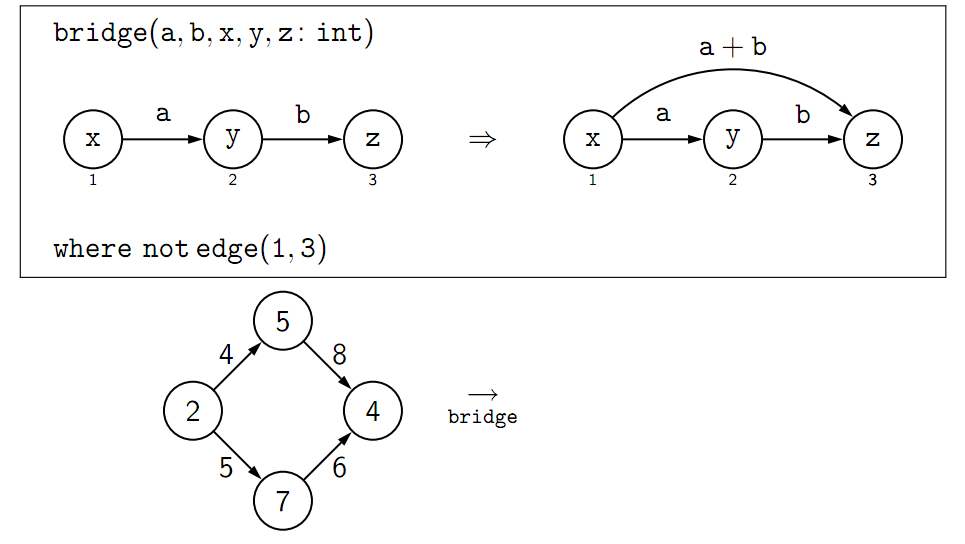 bridge(a, b, x, y, z: int)
a + b
a b a b
x y z ⇒ x y z
1 2 3 1 2 3
where not edge(1, 3)
5
4 8
2 4 →
bridge
5 6
7